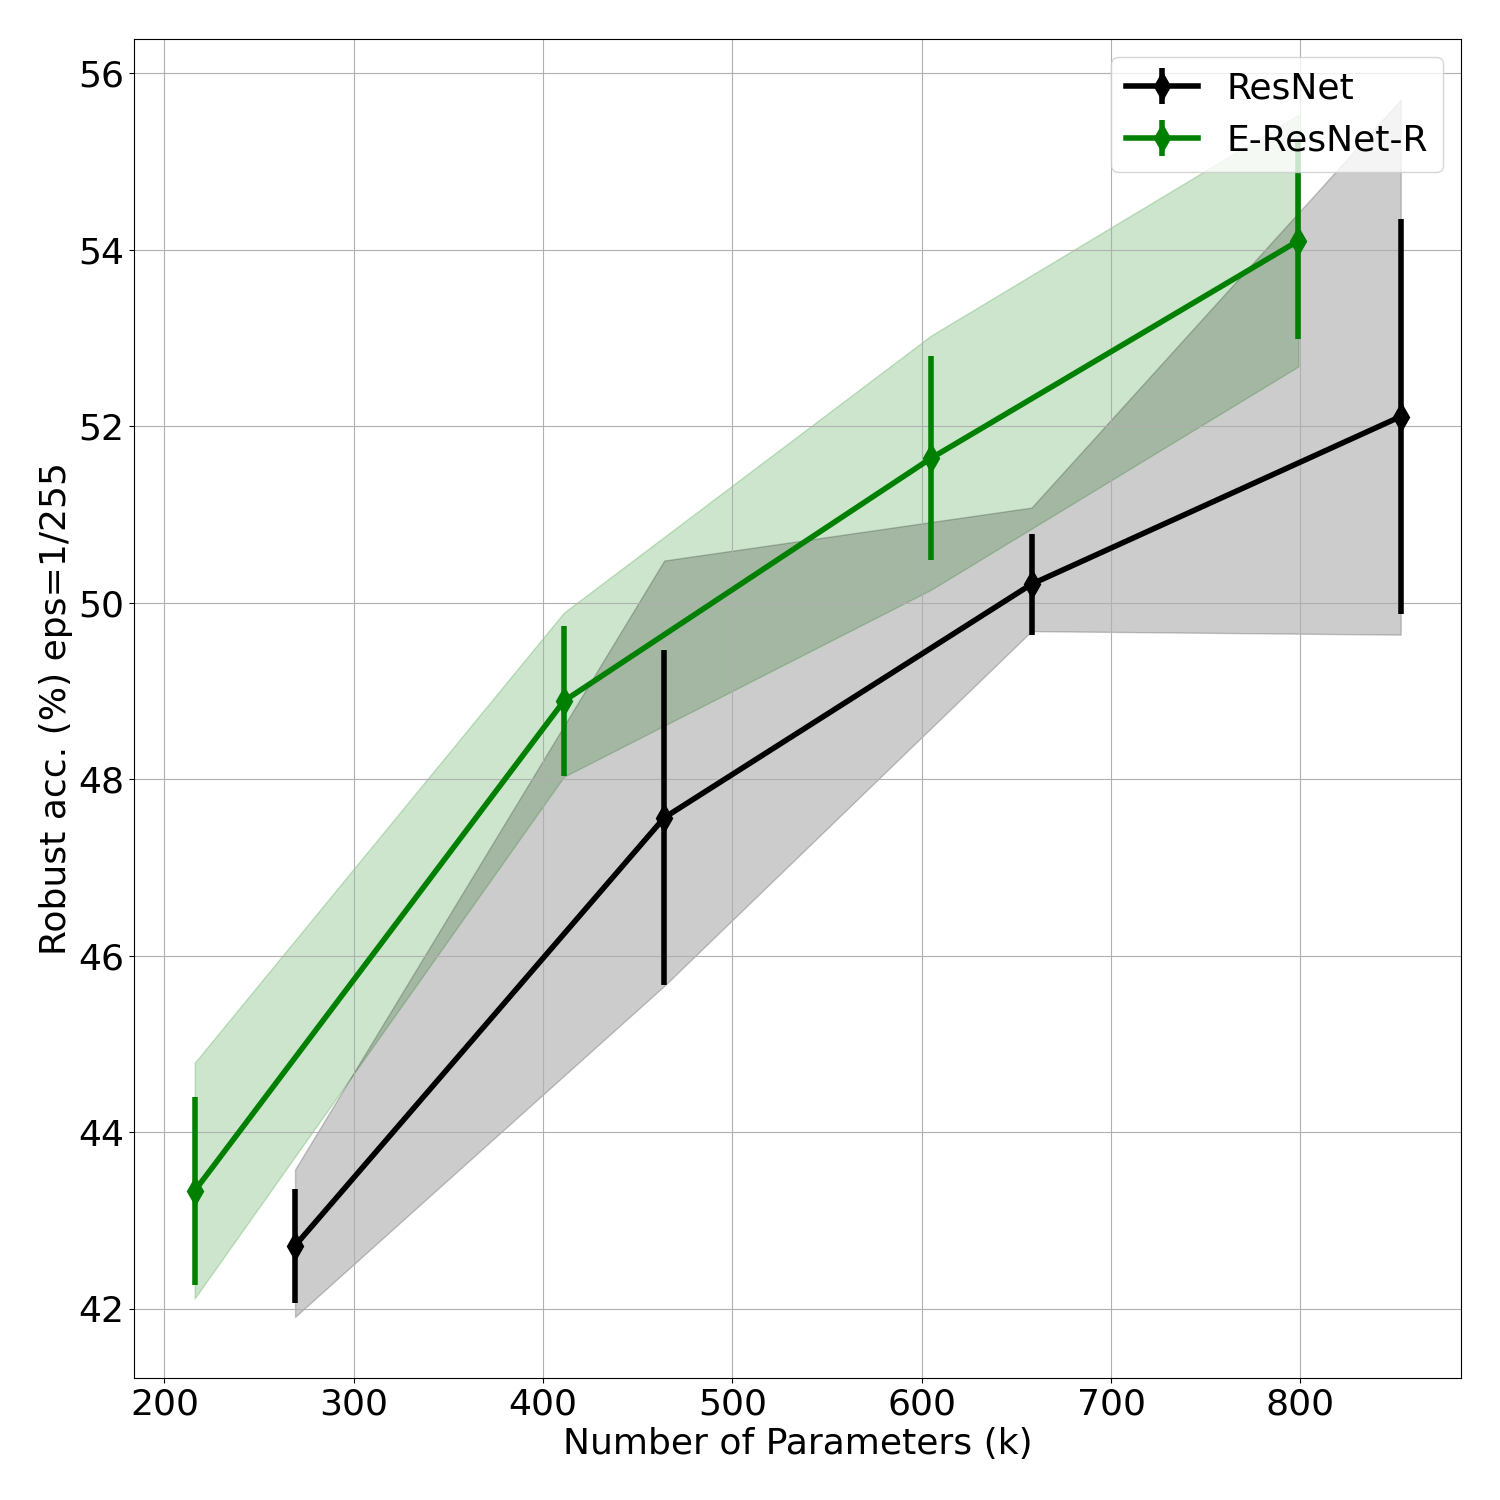 56
54
52
50
48
46
44
42
Robust acc. (%) eps=1/255
ResNet
E-ResNet-R
200 300 400 500 600 700 800
Number of Parameters (k)